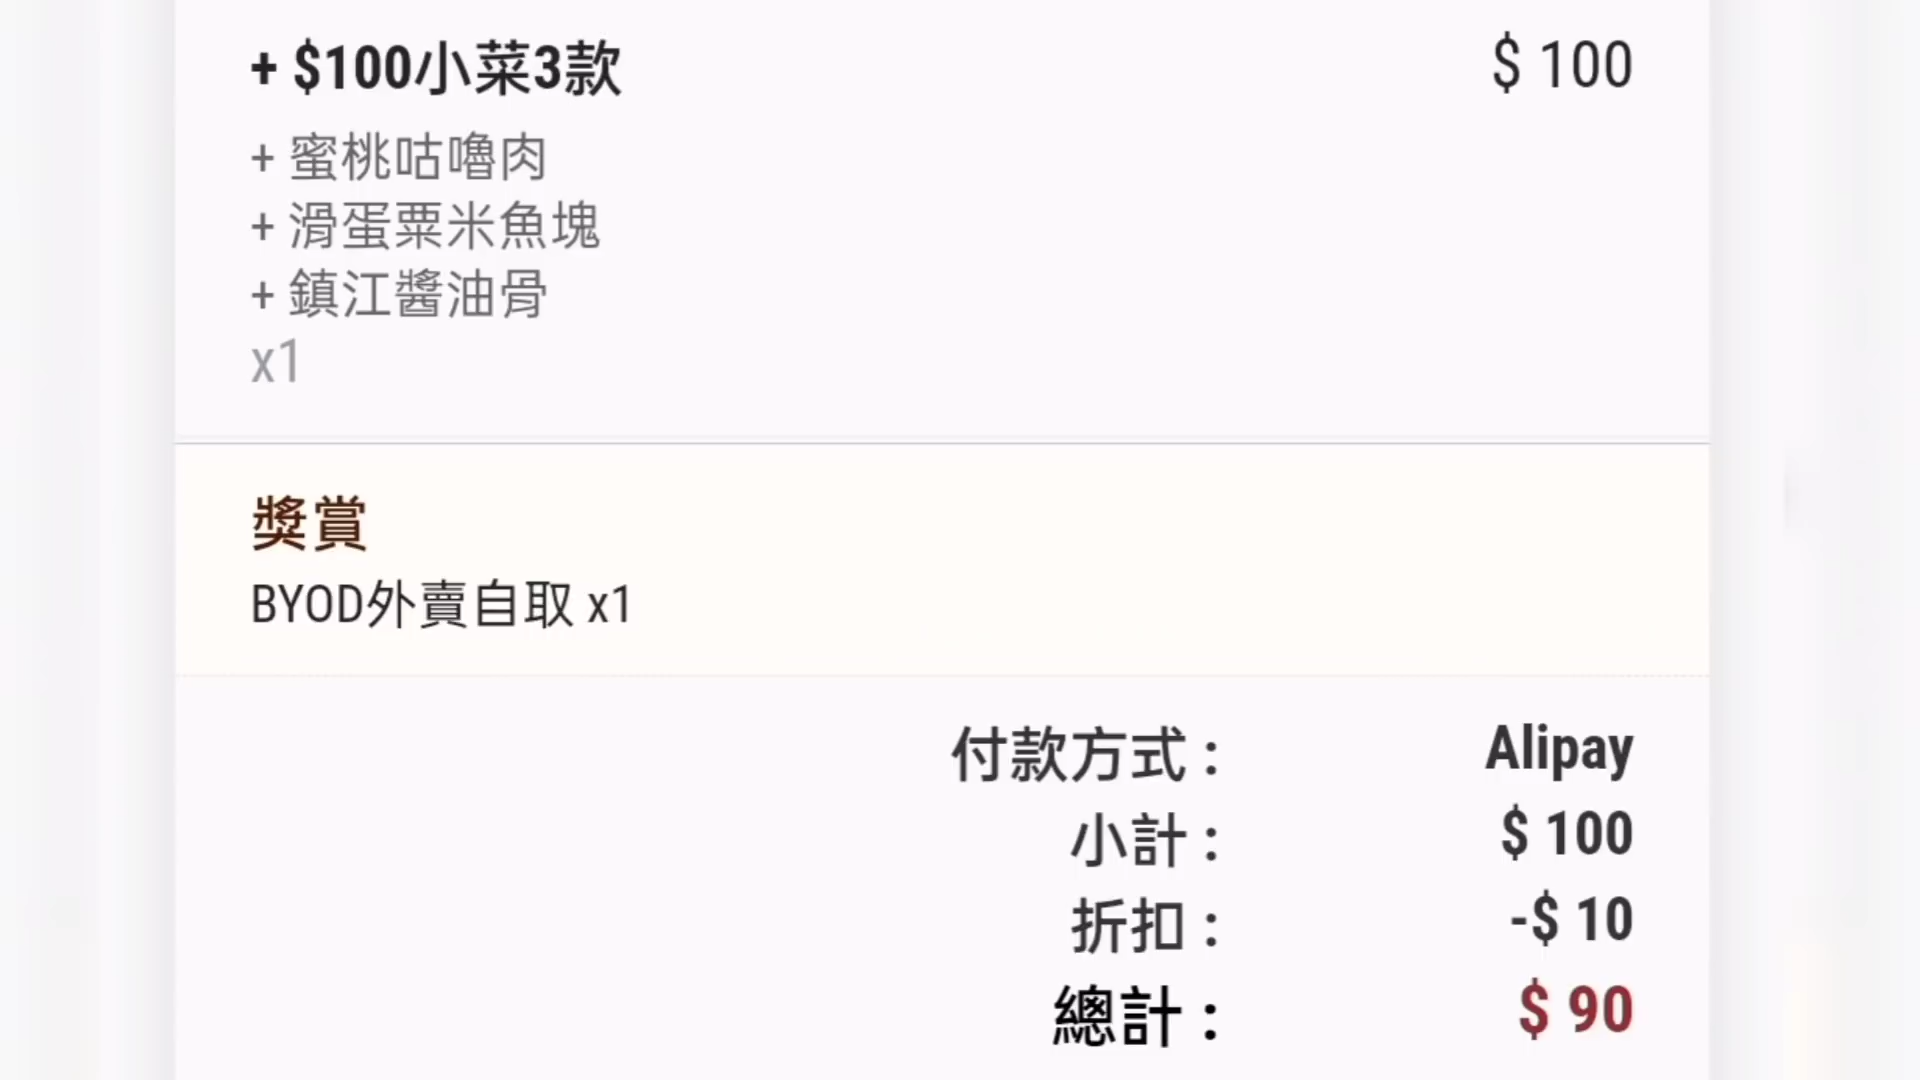 + $100小菜3款
$ 100
+ 蜜桃咕嚕肉
+ 滑蛋粟米魚塊
+ 鎮江醬油骨
x1
獎賞
BYOD外賣自取 x1
付款方式 : Alipay
小計 : $ 100
折扣 : -$ 10
總計 : $ 90